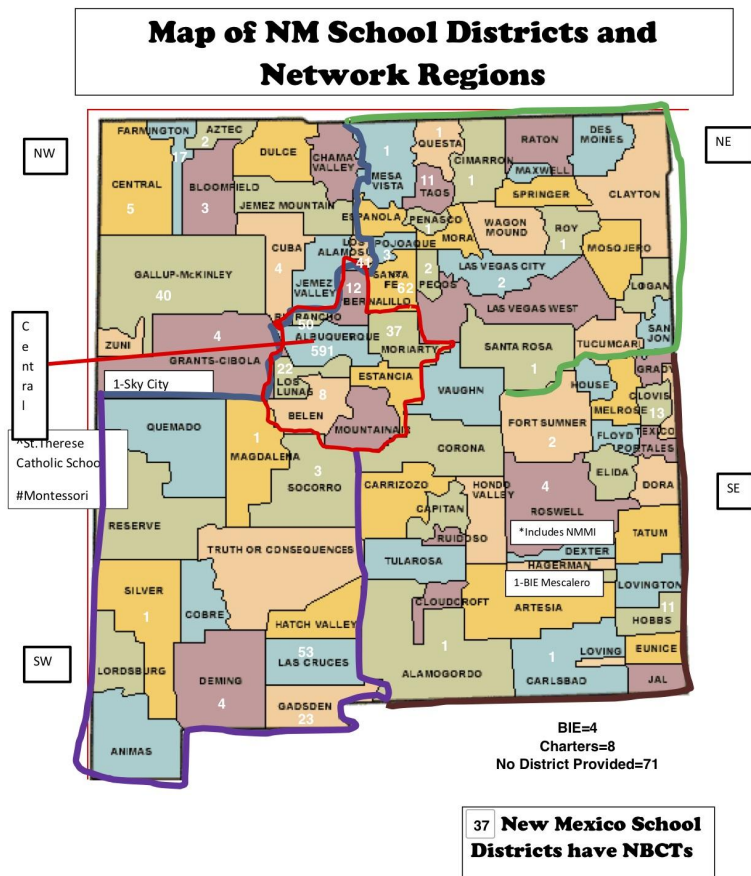 Map of NM School Districts and
Network Regions
NW
NE
FARMINGTON
17
AZTEC
2
DULCE
CHAMA
VALLEY
1
MESA
VISTA
1
QUESTA
CIMARRON
1
RATON
DES
MOINES
MAXWELL
CENTRAL
5
BLOOMFIELD
3
11
TAOS
SPRINGER
CLAYTON
JEMEZ MOUNTAIN
ESPANOLA
PENASCO
1
WAGON
MOUND
ROY
1
CUBA
4
LOS
ALAMOS
41
POJOAQUE
3
MORA
MOSQUERO
GALLUP-McKINLEY
40
JEMEZ
VALLEY
12
BERNALILLO
SANTA
FE
62
2
PECOS
LAS VEGAS CITY
2
LOGAN
C
e
n
t
r
a
l
RIO RANCHO
50
LAS VEGAS WEST
SAN
JON
ZUNI
4
GRANTS-CIBOLA
ALBUQUERQUE
591
37
MORIARTY
SANTA ROSA
1
TUCUMCARI
1-Sky City
22
LOS
LUNAS
8
BELEN
ESTANCIA
VAUGHN
HOUSE
GRADY
MELROSE
CLOVIS
13
QUEMADO
1
MAGDALENA
MOUNTAINAIR
FORT SUMNER
2
FLOYD
TEXICO
PORTALES
^St.Therese
Catholic School
#Montessori
3
SOCORRO
CORONA
ELIDA
DORA
CARRIZOZO
HONDO
VALLEY
4
ROSWELL
RESERVE
CAPITAN
RUIDOSO
*Includes NMMI
TATUM
SE
TRUTH OR CONSEQUENCES
TULAROSA
DEXTER
HAGERMAN
1-BIE Mescalero
LOVINGTON
SILVER
1
COBRE
CLOUDCROFT
ARTESIA
11
HOBBS
HATCH VALLEY
SW
LORDSBURG
DEMING
4
53
LAS CRUCES
1
ALAMOGORDO
1
CARLSBAD
LOVING
EUNICE
JAL
GADSDEN
23
ANIMAS
BIE=4
Charters=8
No District Provided=71
37 New Mexico School
Districts have NBCTs